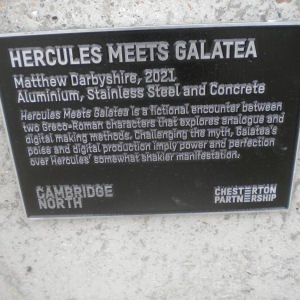 HERCULES MEETS GALATEA
Matthew Darbyshire, 2021
Aluminium, Stainless Steel and Concrete
Hercules Meets Galatea is a fictional encounter between
two Greco-Roman characters that explores analogue and
digital making methods. Challenging the myth, Galatea's
poise and digital production imply power and perfection
over Hercules' somewhat shakier manifestation.
CAMBRIDGE
NORTH
CHESTERTON
PARTNERSHIP